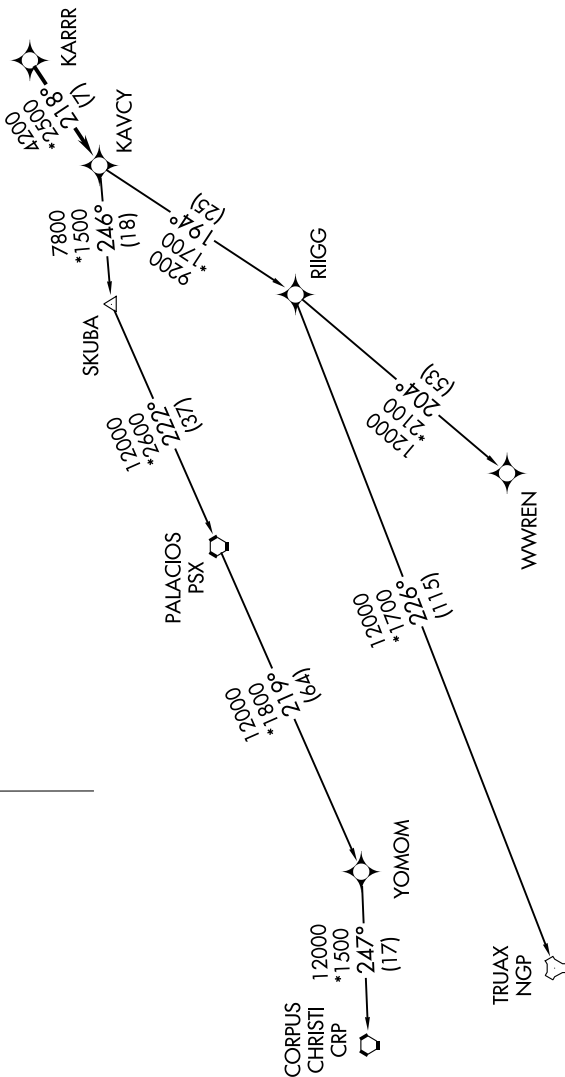 KARRR
4200
*2500
218°
(7)
KAVCY
7800
*1500
246°
(18)
9200
*1700
194°
(25)
SKUBA
RIIGG
12000
*2600
222°
(37)
12000
*2100
204°
(53)
WWREN
PALACIOS
PSX
12000
*1700
226°
(115)
12000
*1800
219°
(64)
YOMOM
12000
*1500
247°
(17)
CORPUS
CHRISTI
CRP
TRUAX
NGP